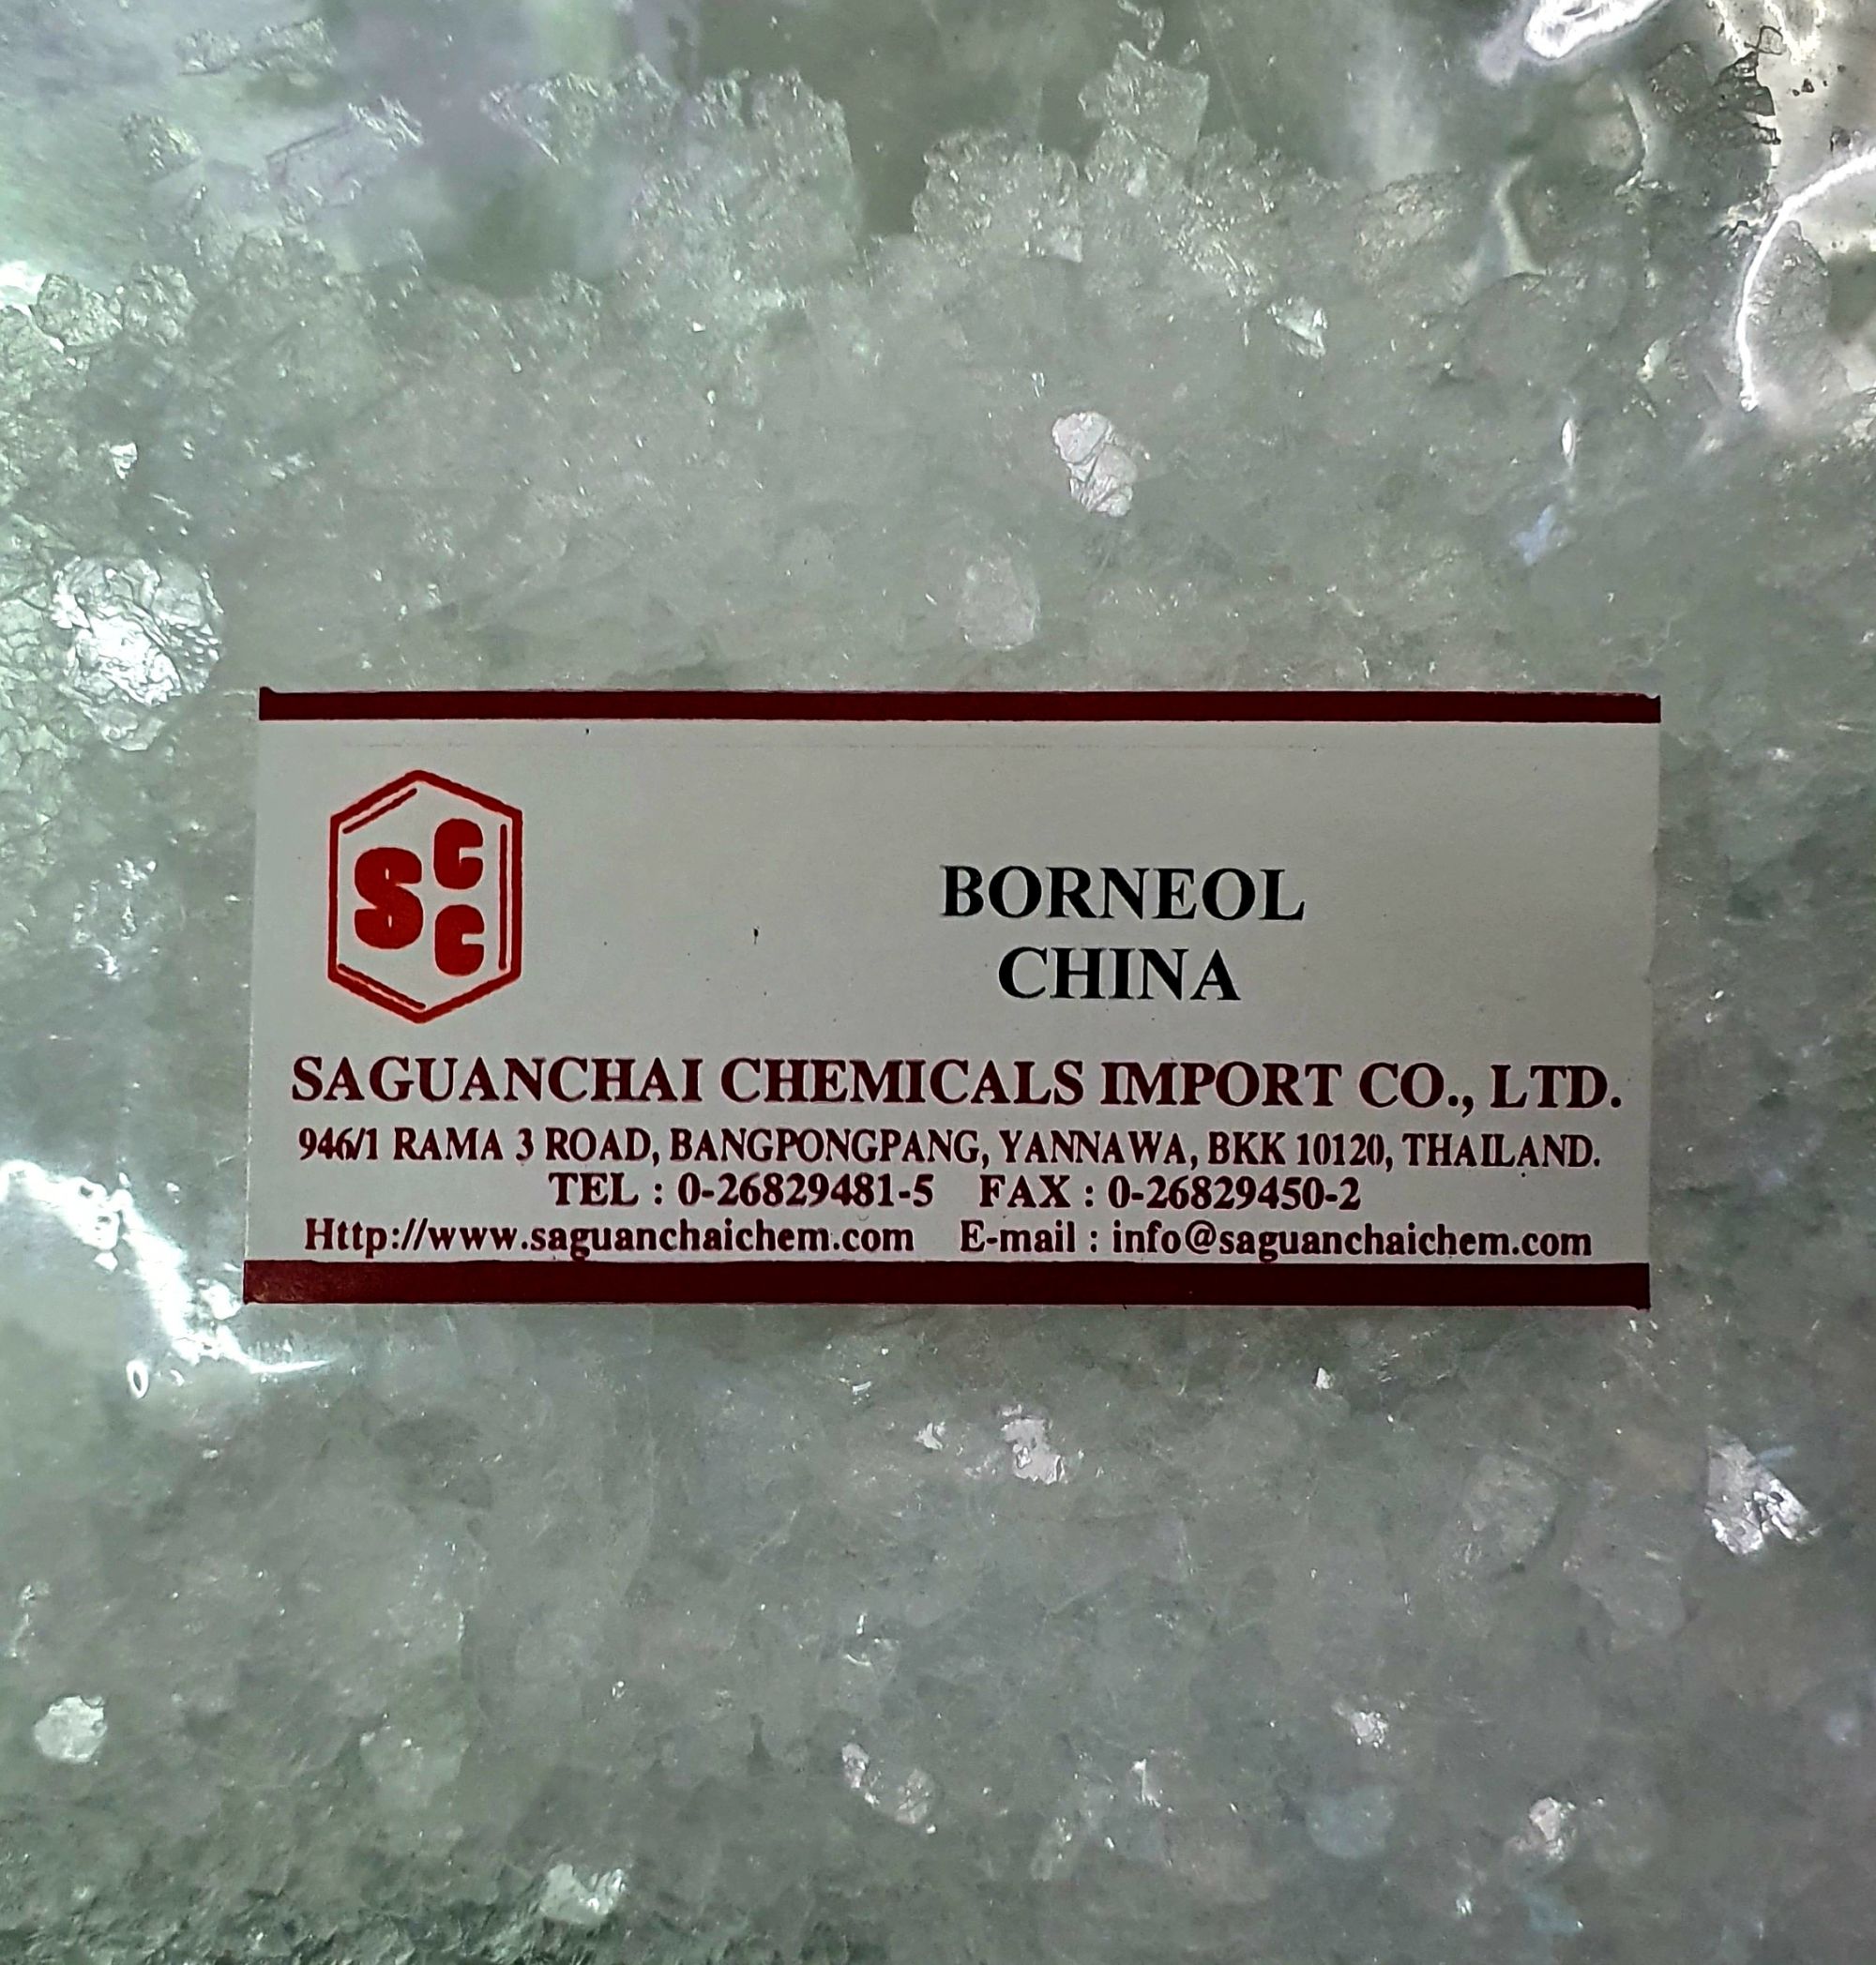 SCC
BORNEOL
CHINA
SAGUANCHAI CHEMICALS IMPORT CO., LTD.
946/1 RAMA 3 ROAD, BANGPONGPANG, YANNAWA, BKK 10120, THAILAND.
TEL : 0-26829481-5 FAX : 0-26829450-2
Http://www.saguanchaichem.com E-mail : info@saguanchaichem.com